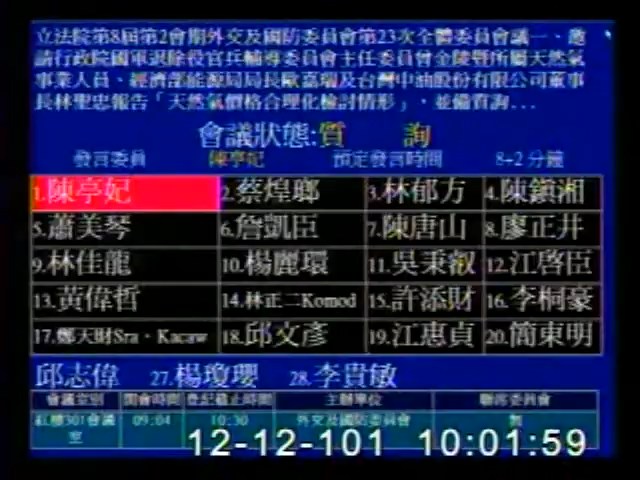 立法院第8屆第2會期外交及國防委員會第23次全體委員會議一、邀
請行政院國軍退除役官兵輔導委員會主任委員曾金陵暨所屬天然氣
事業人員、經濟部能源局局長歐嘉瑞及台灣中油股份有限公司董事
長林聖忠報告「天然氣價格合理化檢討情形」，並備質詢...
會議狀態:質 詢
發言委員 陳亭妃 預定發言時間 8+2 分鐘
1.陳亭妃 2.蔡煌瑯 3.林郁方 4.陳鎮湘
5.蕭美琴 6.詹凱臣 7.陳唐山 8.廖正井
9.林佳龍 10.楊麗環 11.吳秉叡 12.江啓臣
13.黃偉哲 14.林正二Komod 15.許添財 16.李桐豪
17.鄭天財Sra．Kacaw 18.邱文彥 19.江惠貞 20.簡東明
邱志偉 27.楊瓊瓔 28.李貴敏
會議室別 開會時間 登記截止時間 主辦單位 聯席委員會
紅樓301會議室 09:04 10:30 外交及國防委員會 無
12-12-101 10:01:59